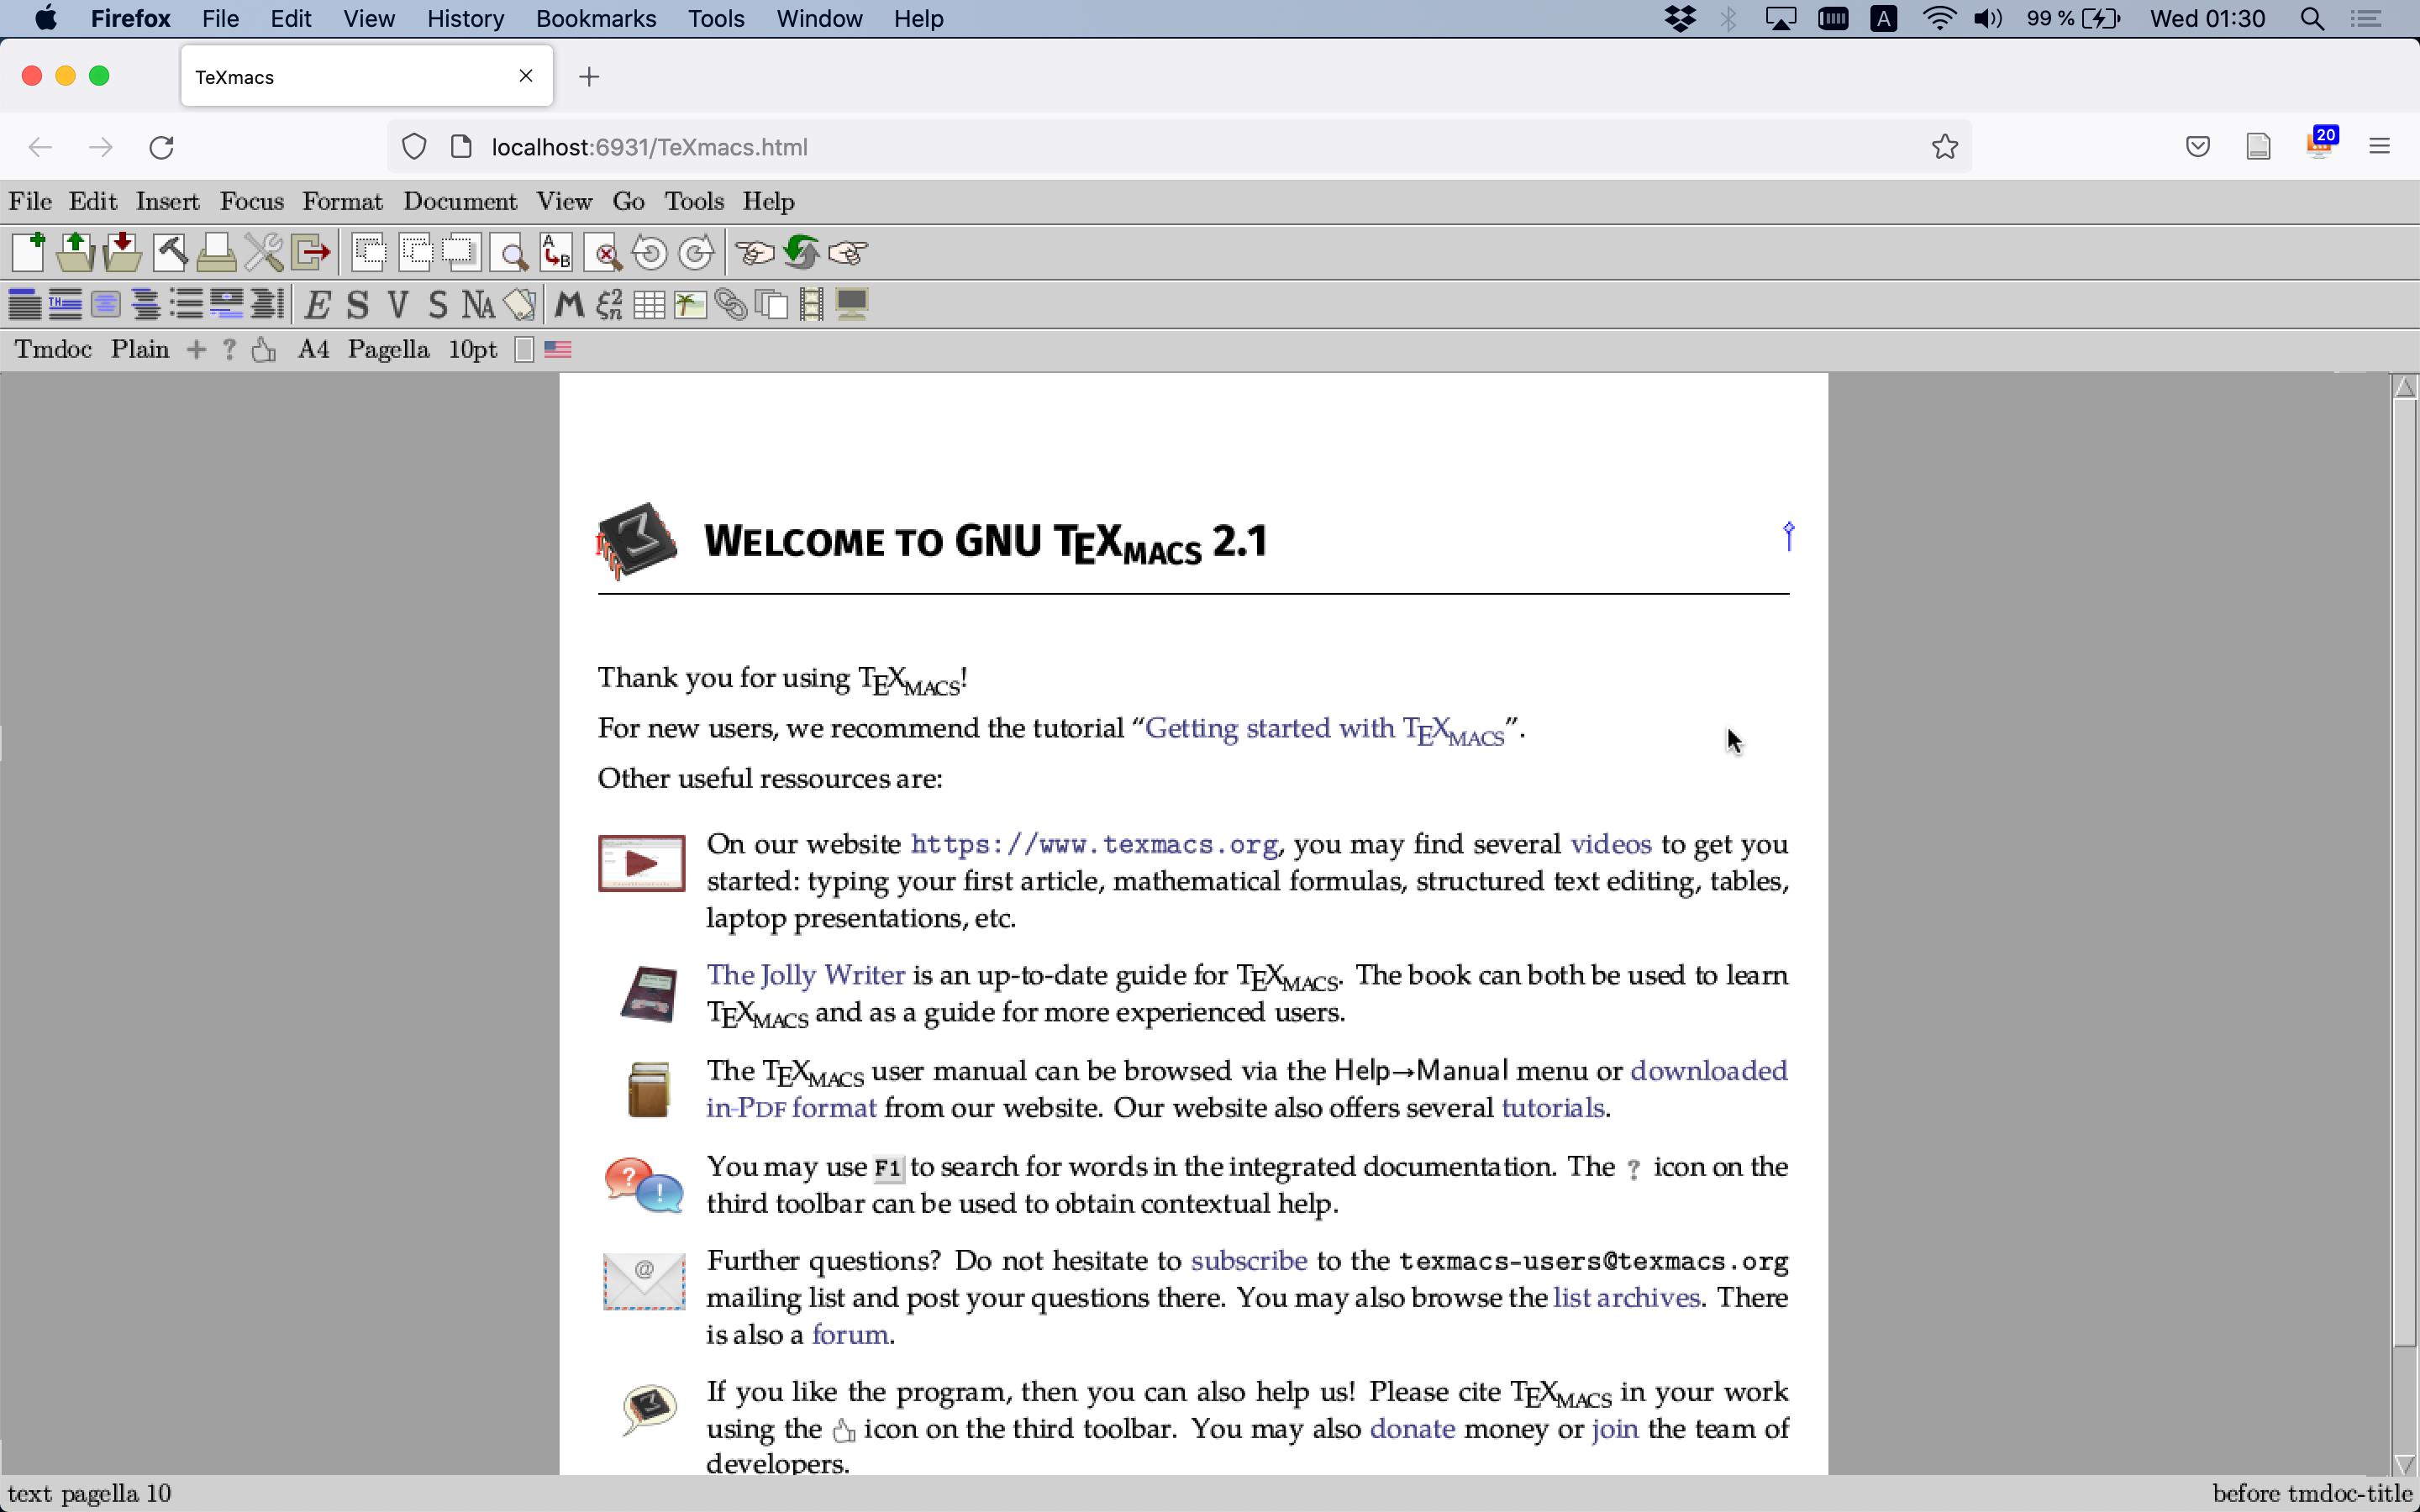 Firefox File Edit View History Bookmarks Tools Window Help A 99 % Wed 01:30
TeXmacs
localhost:6931/TeXmacs.html 20
File Edit Insert Focus Format Document View Go Tools Help
A B
TH E S V S NA M ξ2n
Tmdoc Plain + ? A4 Pagella 10pt
WELCOME TO GNU TEXMACS 2.1
Thank you for using TEXMACS!
For new users, we recommend the tutorial “Getting started with TEXMACS”.
Other useful ressources are:
On our website https://www.texmacs.org, you may find several videos to get you
started: typing your first article, mathematical formulas, structured text editing, tables,
laptop presentations, etc.
The Jolly Writer is an up-to-date guide for TEXMACS. The book can both be used to learn
TEXMACS and as a guide for more experienced users.
The TEXMACS user manual can be browsed via the Help→Manual menu or downloaded
in-PDF format from our website. Our website also offers several tutorials.
? !
You may use F1 to search for words in the integrated documentation. The ? icon on the
third toolbar can be used to obtain contextual help.
@
Further questions? Do not hesitate to subscribe to the texmacs-users@texmacs.org
mailing list and post your questions there. You may also browse the list archives. There
is also a forum.
If you like the program, then you can also help us! Please cite TEXMACS in your work
using the icon on the third toolbar. You may also donate money or join the team of
developers.
text pagella 10 before tmdoc-title